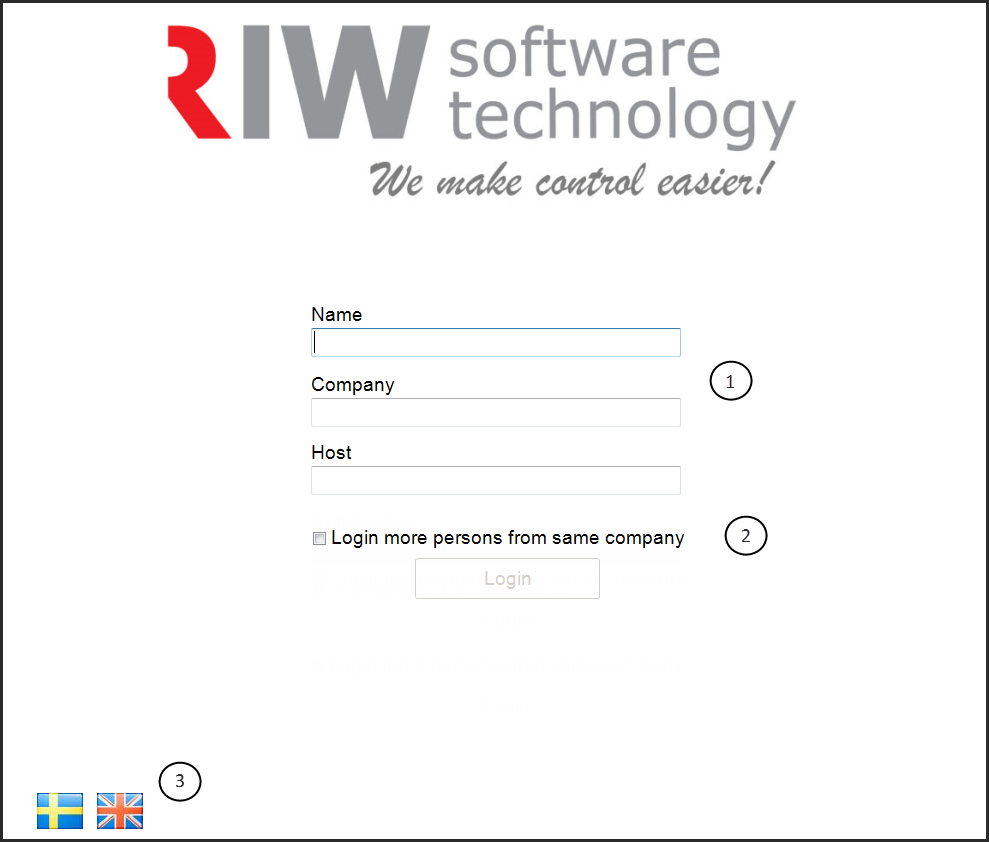 RIW software
technology
We make control easier!
Name
1
Company
Host
Login more persons from same company
2
Login
3